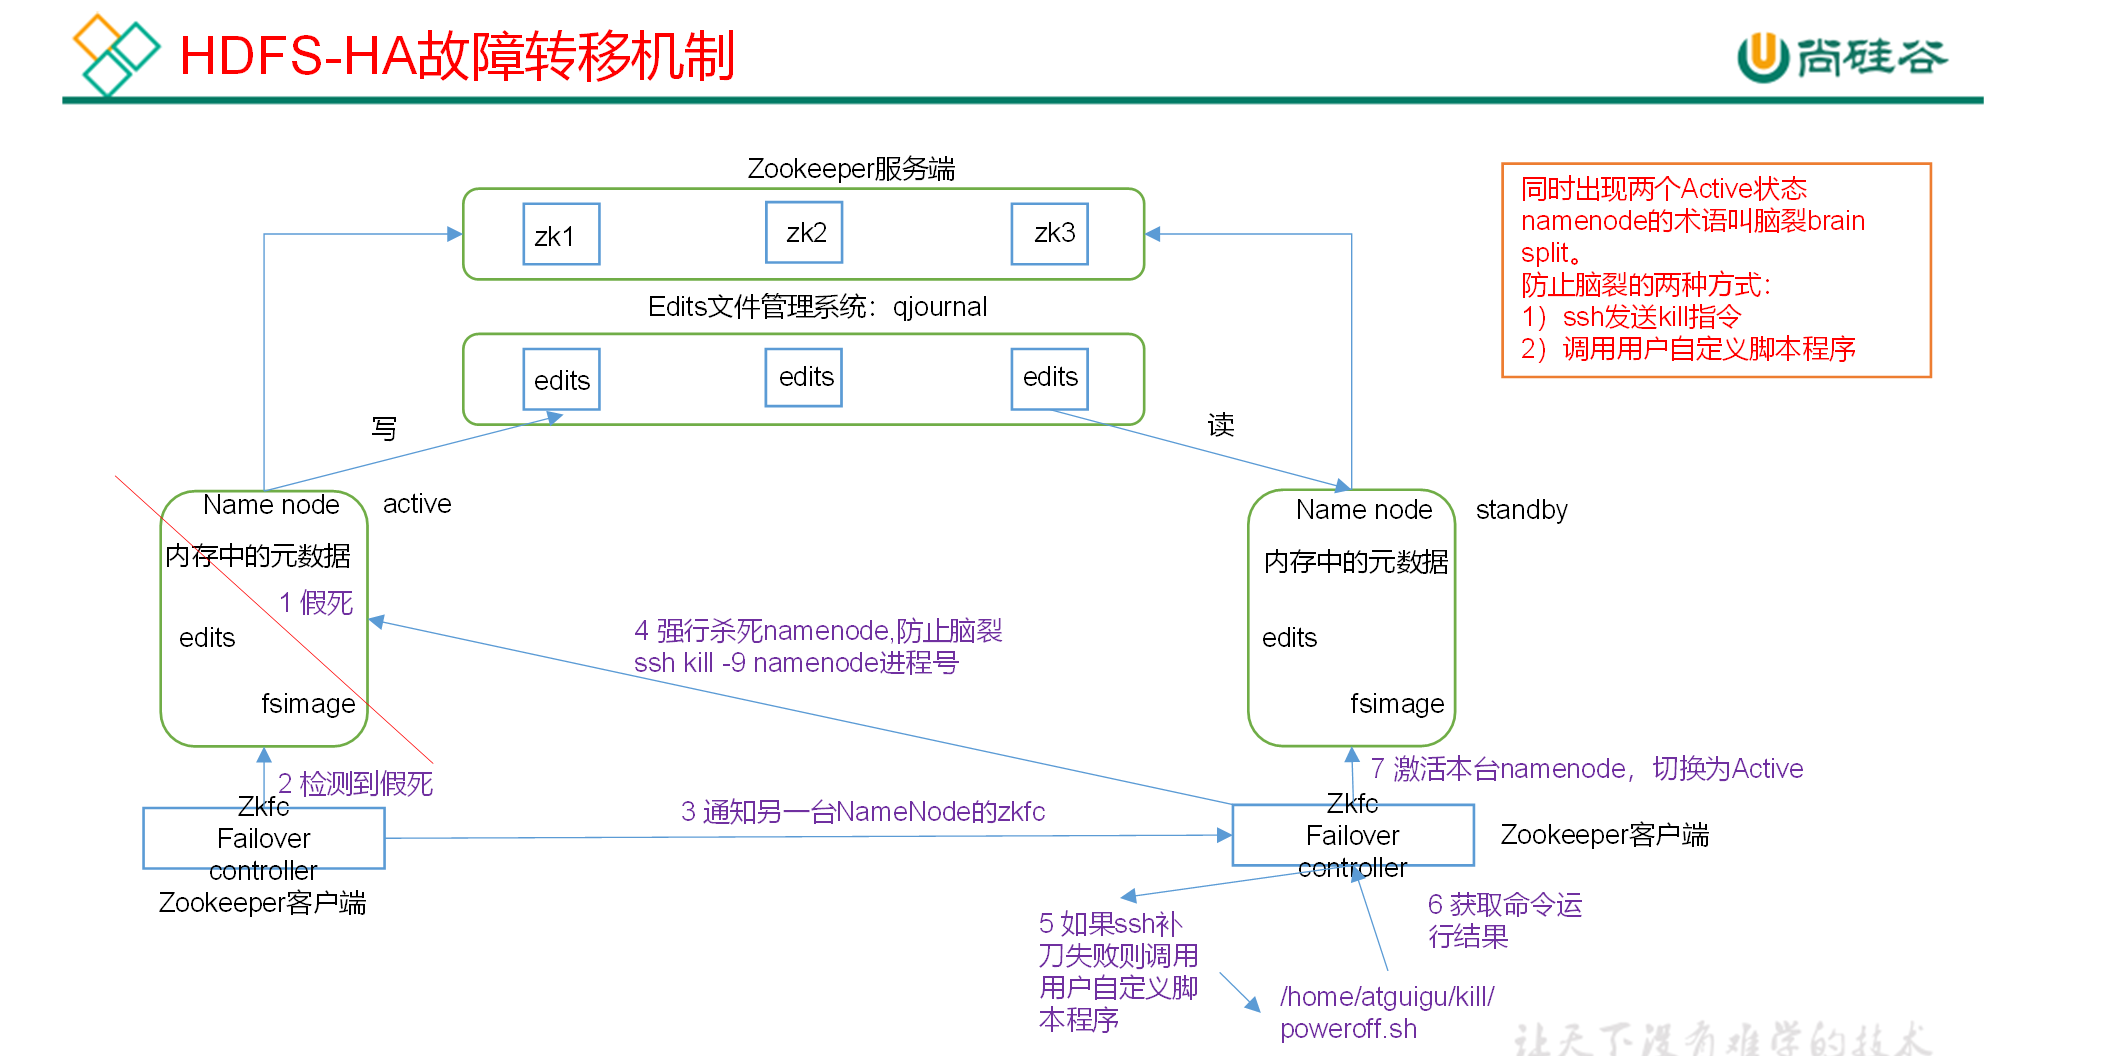 HDFS-HA故障转移机制
尚硅谷
Zookeeper服务端
zk1
zk2
zk3
同时出现两个Active状态
namenode的术语叫脑裂brain
split。
防止脑裂的两种方式：
1）ssh发送kill指令
2）调用用户自定义脚本程序
Edits文件管理系统：qjournal
edits
edits
edits
写
读
Name node
active
内存中的元数据
1 假死
edits
fsimage
Name node
standby
内存中的元数据
edits
fsimage
4 强行杀死namenode,防止脑裂
ssh kill -9 namenode进程号
2 检测到假死
Zkfc
Failover
controller
Zookeeper客户端
3 通知另一台NameNode的zkfc
7 激活本台namenode，切换为Active
Zkfc
Failover
controller
Zookeeper客户端
5 如果ssh补
刀失败则调用
用户自定义脚
本程序
6 获取命令运
行结果
/home/atguigu/kill/
poweroff.sh
让天下没有难学的技术